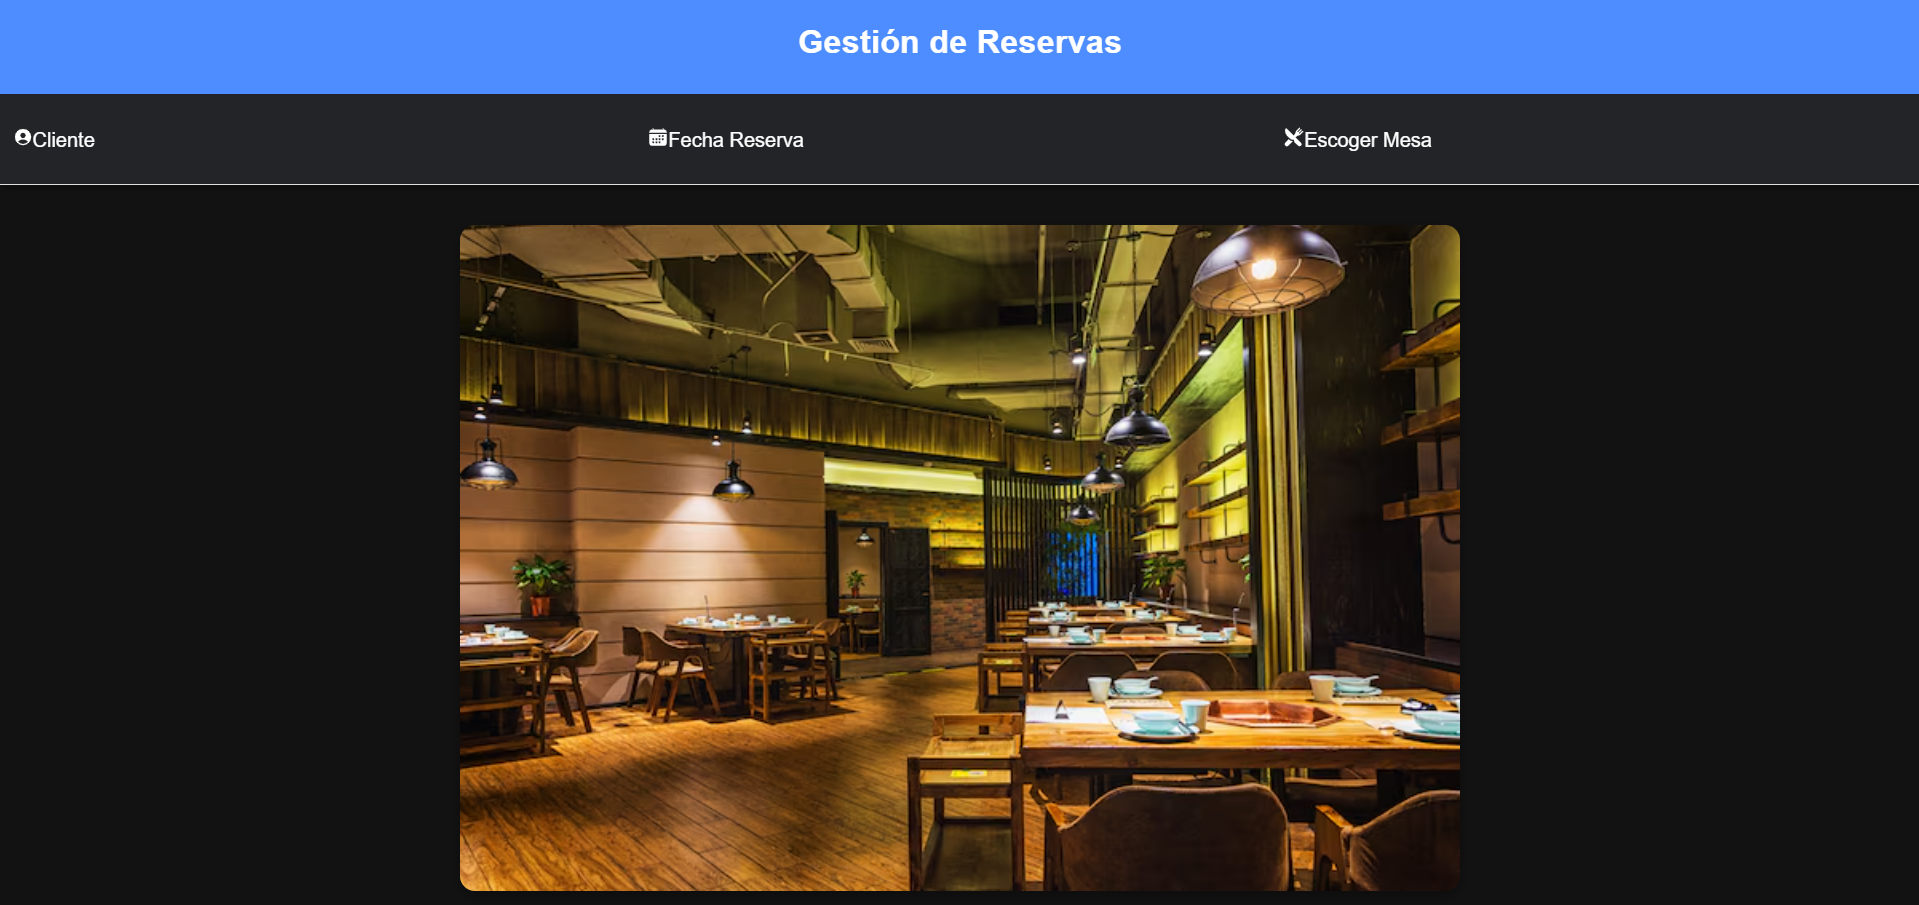 Gestión de Reservas
Cliente
Fecha Reserva
Escoger Mesa